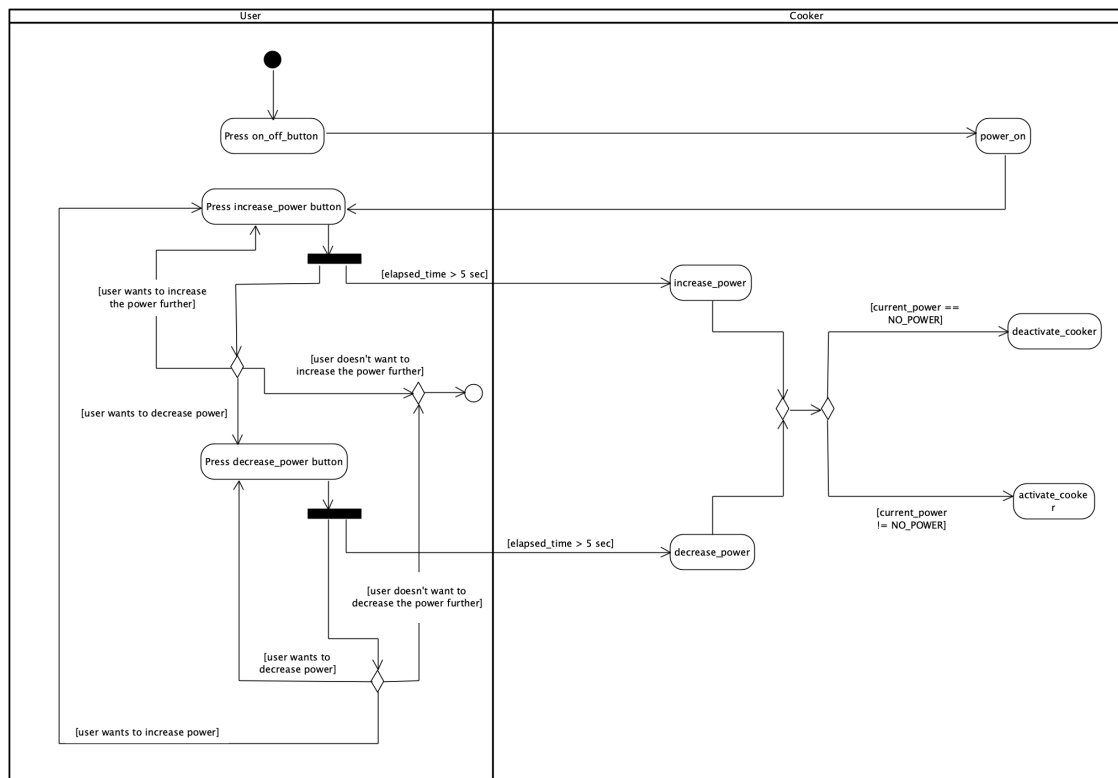 User
Cooker
Press on_off_button
power_on
Press increase_power button
[elapsed_time > 5 sec]
increase_power
[user wants to increase
the power further]
[current_power ==
NO_POWER]
deactivate_cooker
[user doesn't want to
increase the power further]
[user wants to decrease power]
Press decrease_power button
activate_cooke
r
[current_power
!= NO_POWER]
[elapsed_time > 5 sec]
decrease_power
[user doesn't want to
decrease the power further]
[user wants to
decrease power]
[user wants to increase power]